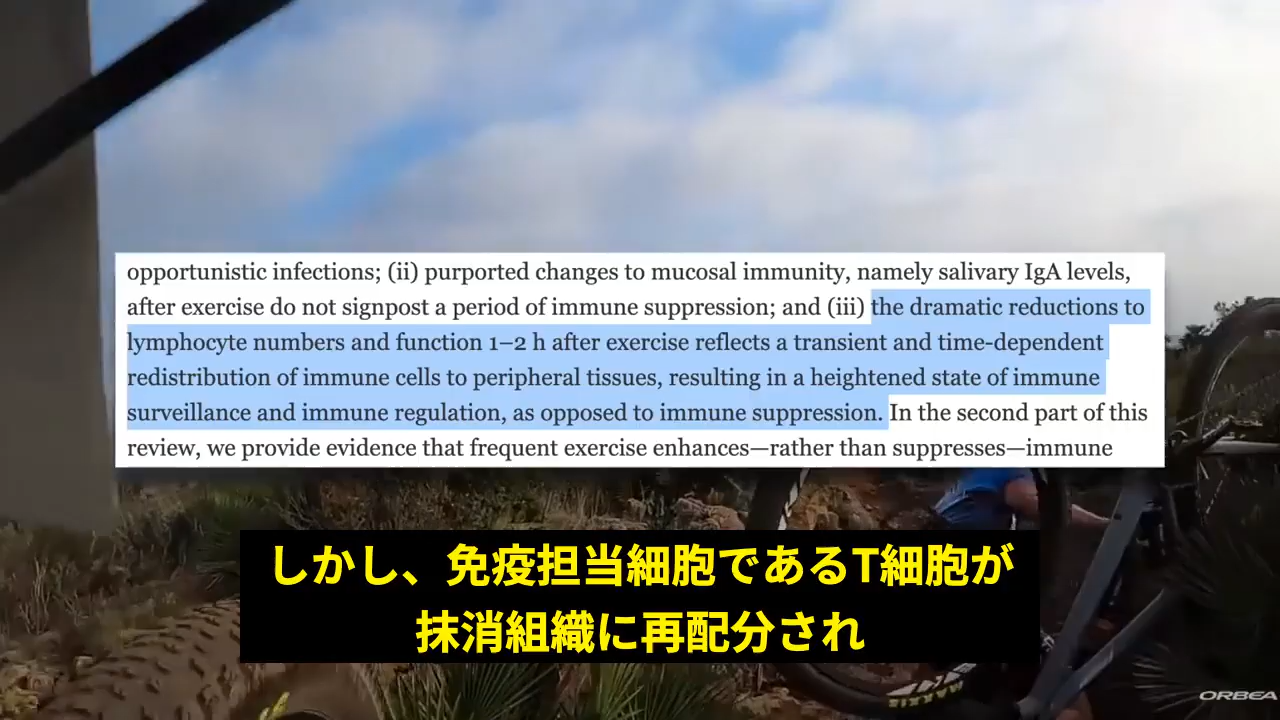 opportunistic infections; (ii) purported changes to mucosal immunity, namely salivary IgA levels,
after exercise do not signpost a period of immune suppression; and (iii) the dramatic reductions to
lymphocyte numbers and function 1–2 h after exercise reflects a transient and time-dependent
redistribution of immune cells to peripheral tissues, resulting in a heightened state of immune
surveillance and immune regulation, as opposed to immune suppression. In the second part of this
review, we provide evidence that frequent exercise enhances—rather than suppresses—immune
しかし、免疫担当細胞であるT細胞が
抹消組織に再配分され
MAXXIS
ORBEA